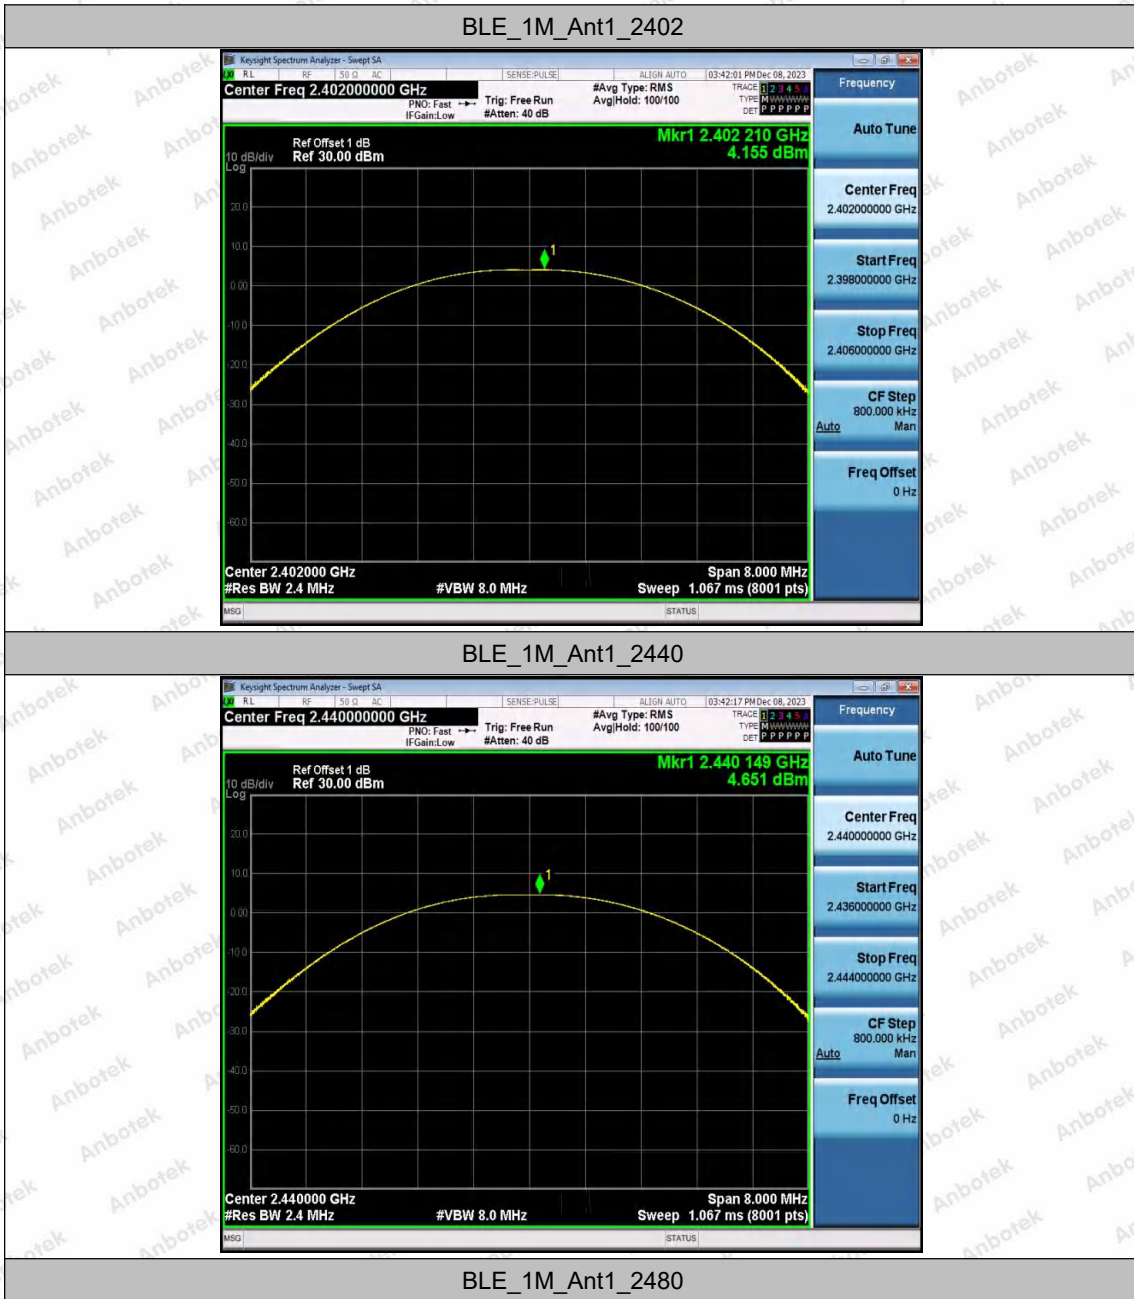 BLE_1M_Ant1_2402
Keysight Spectrum Analyzer - Swept SA
RL RF 50 Ω AC SENSE:PULSE ALIGN AUTO 03:42:01 PM Dec 08, 2023
Center Freq 2.402000000 GHz
PNO: Fast
IFGain:Low
Trig: Free Run
#Atten: 40 dB
#Avg Type: RMS
Avg|Hold: 100/100
TRACE 1 2 3 4 5 6
TYPE M WWWWW
DET P P P P P P
Ref Offset 1 dB
10 dB/div Ref 30.00 dBm
Log
Mkr1 2.402 210 GHz
4.155 dBm
20.0
10.0
0.00
-10.0
-20.0
-30.0
-40.0
-50.0
-60.0
1
Center 2.402000 GHz Span 8.000 MHz
#Res BW 2.4 MHz #VBW 8.0 MHz Sweep 1.067 ms (8001 pts)
MSG STATUS
Frequency
Auto Tune
Center Freq
2.402000000 GHz
Start Freq
2.398000000 GHz
Stop Freq
2.406000000 GHz
CF Step
800.000 kHz
Auto Man
Freq Offset
0 Hz
BLE_1M_Ant1_2440
Keysight Spectrum Analyzer - Swept SA
RL RF 50 Ω AC SENSE:PULSE ALIGN AUTO 03:42:17 PM Dec 08, 2023
Center Freq 2.440000000 GHz
PNO: Fast
IFGain:Low
Trig: Free Run
#Atten: 40 dB
#Avg Type: RMS
Avg|Hold: 100/100
TRACE 1 2 3 4 5 6
TYPE M WWWWW
DET P P P P P P
Ref Offset 1 dB
10 dB/div Ref 30.00 dBm
Log
Mkr1 2.440 149 GHz
4.651 dBm
20.0
10.0
0.00
-10.0
-20.0
-30.0
-40.0
-50.0
-60.0
1
Center 2.440000 GHz Span 8.000 MHz
#Res BW 2.4 MHz #VBW 8.0 MHz Sweep 1.067 ms (8001 pts)
MSG STATUS
Frequency
Auto Tune
Center Freq
2.440000000 GHz
Start Freq
2.436000000 GHz
Stop Freq
2.444000000 GHz
CF Step
800.000 kHz
Auto Man
Freq Offset
0 Hz
BLE_1M_Ant1_2480
Anbotek